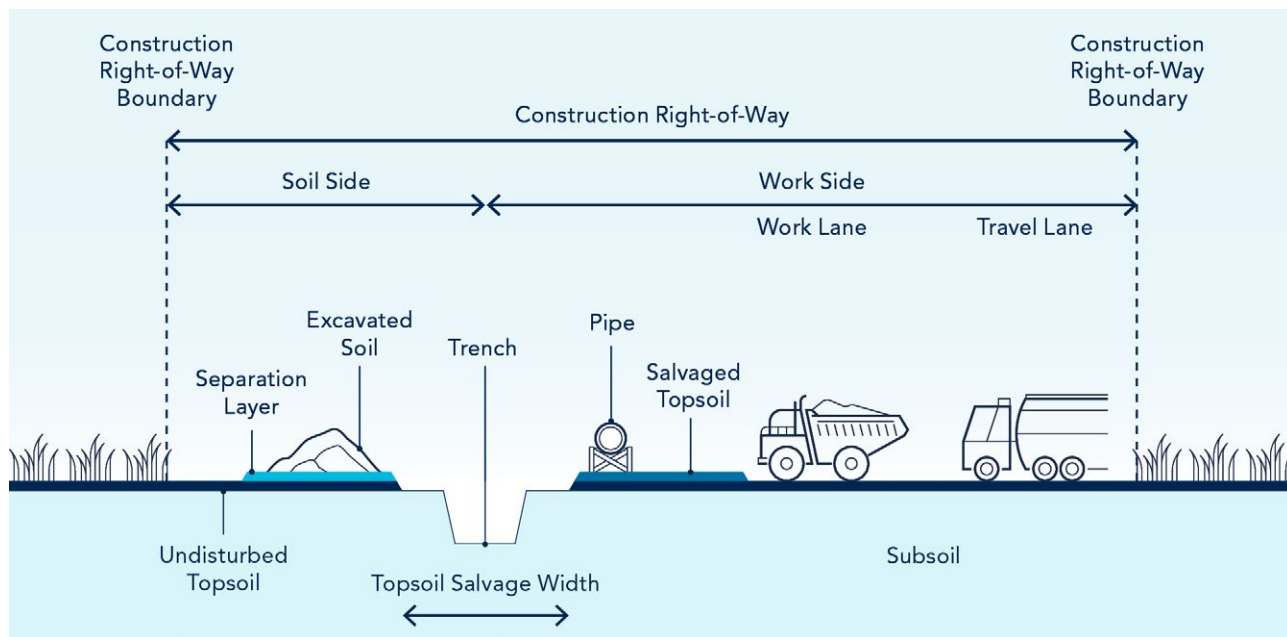 Construction
Right-of-Way
Boundary
Construction
Right-of-Way
Boundary
Construction Right-of-Way
Soil Side
Work Side
Work Lane
Travel Lane
Excavated
Soil
Trench
Pipe
Separation
Layer
Salvaged
Topsoil
Undisturbed
Topsoil
Topsoil Salvage Width
Subsoil